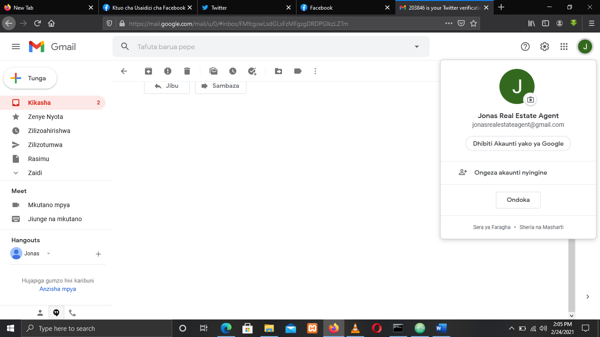 New Tab
Ktuo cha Usaidizi cha Facebook
Twitter
Facebook
203846 is your Twitter verificati
https://mail.google.com/mail/u/0/#inbox/
Gmail
Tafuta barua pepe
J
Tunga
Kikasha 2
Zenye Nyota
Zilizoahirishwa
Zilizotumwa
Rasimu
Zaidi
Meet
Mkutano mpya
Jiunge na mkutano
Hangouts
Jonas
Hujapiga gumzo hivi karibuni
Anzisha mpya
Jibu
Sambaza
J
Jonas Real Estate Agent
jonasrealestateagent@gmail.com
Dhibiti Akaunti yako ya Google
Ongeza akaunti nyingine
Ondoka
Sera ya Faragha • Sheria na Masharti
Type here to search
2:05 PM
2/24/2021